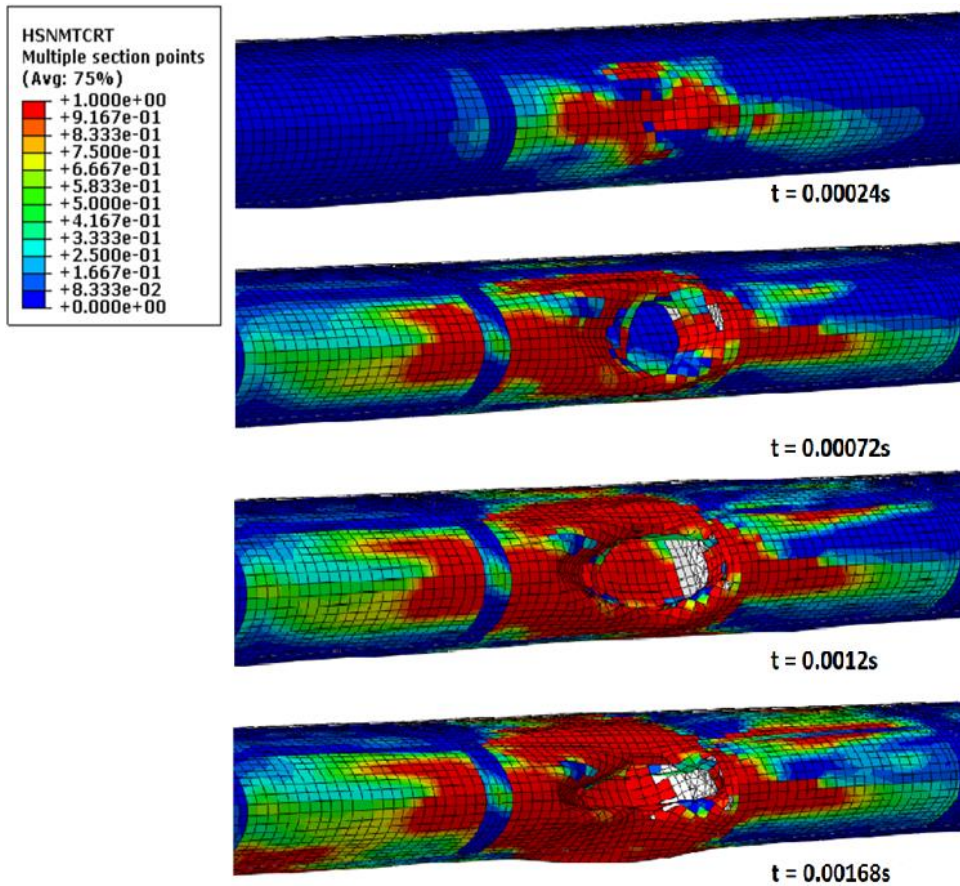 HSNMTCRT
Multiple section points
(Avg: 75%)
+1.000e+00
+9.167e-01
+8.333e-01
+7.500e-01
+6.667e-01
+5.833e-01
+5.000e-01
+4.167e-01
+3.333e-01
+2.500e-01
+1.667e-01
+8.333e-02
+0.000e+00
t = 0.00024s
t = 0.00072s
t = 0.0012s
t = 0.00168s